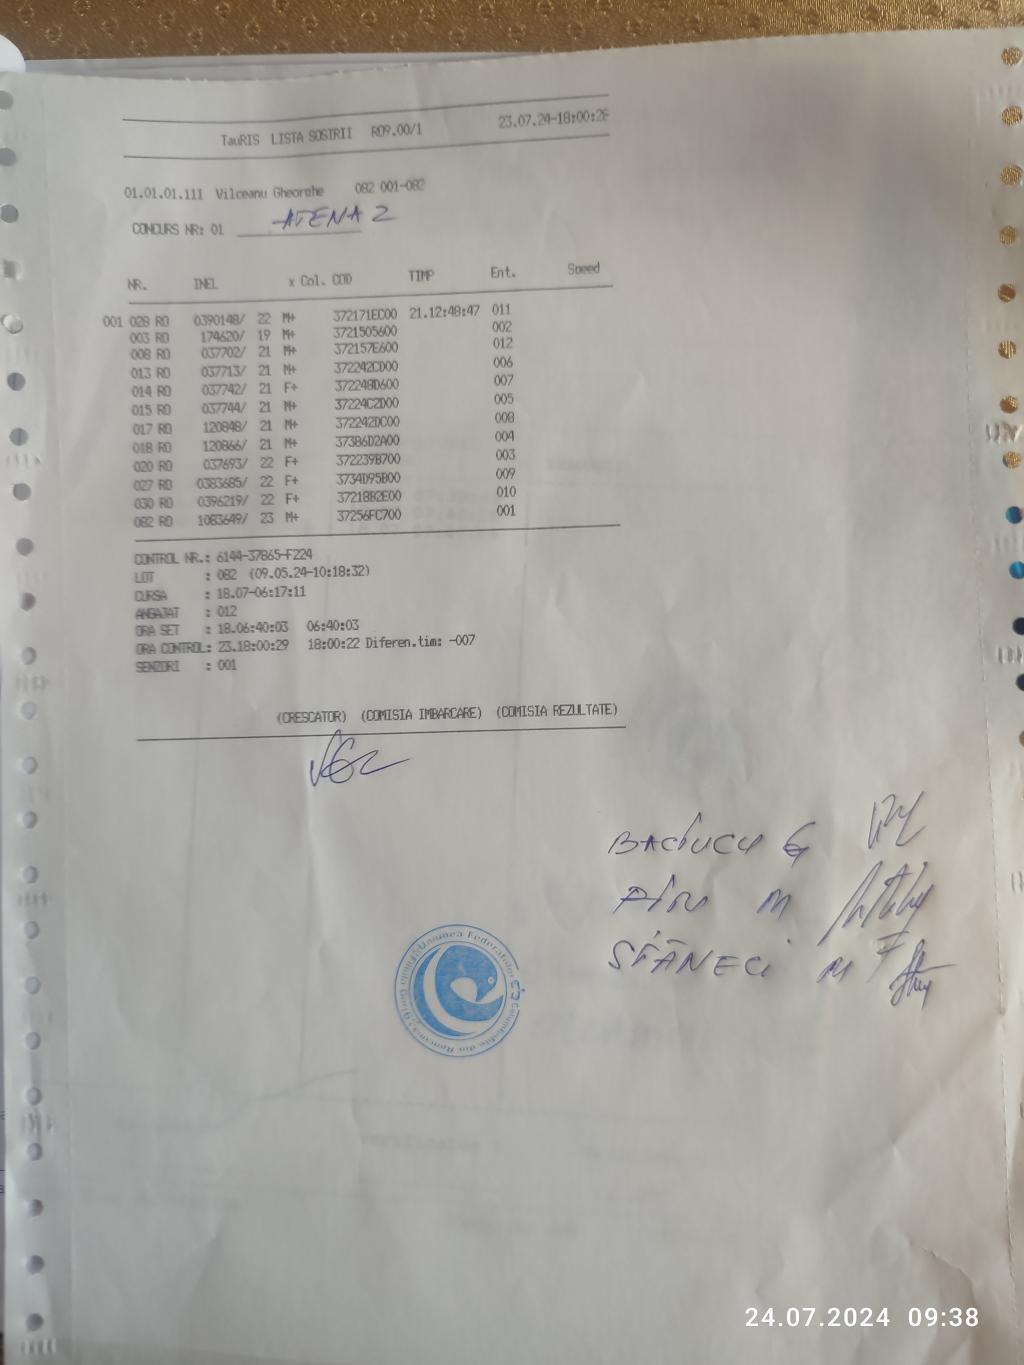 TauRIS LISTA SOSIRII R09.00/1 23.07.24-18:00:28
01.01.01.111 Vilceanu Gheorghe 082 001-082
CONCURS NR: 01 ATENA 2
NR. INEL x Col. COD TIMP Ent. Speed
001 028 RO 0390148/ 22 M+ 372171EC00 21.12:48:47 011
003 RO 174620/ 19 M+ 3721505600 002
008 RO 037702/ 21 M+ 372157E600 012
013 RO 037713/ 21 M+ 372242CD00 006
014 RO 037742/ 21 F+ 372248D600 007
015 RO 037744/ 21 M+ 37224C2D00 005
017 RO 120848/ 21 M+ 372242DC00 008
018 RO 120866/ 21 M+ 37386D2A00 004
020 RO 037693/ 22 F+ 372239B700 003
027 RO 0383685/ 22 F+ 3734D95B00 009
030 RO 0396219/ 22 F+ 37218B2E00 010
082 RO 1083649/ 23 M+ 37256FC700 001
CONTROL NR.: 6144-37865-F224
LOT : 082 (09.05.24-10:18:32)
CURSA : 18.07-06:17:11
ANGAJAT : 012
ORA SET : 18.06:40:03 06:40:03
ORA CONTROL: 23.18:00:29 18:00:22 Diferen.tim: -007
SENZORI : 001
(CRESCATOR) (COMISIA IMBARCARE) (COMISIA REZULTATE)
BACIUCU G
PÎRV M
STĂNECI M
Uniunea Federatiilor
Columbofile din Romania
24.07.2024 09:38